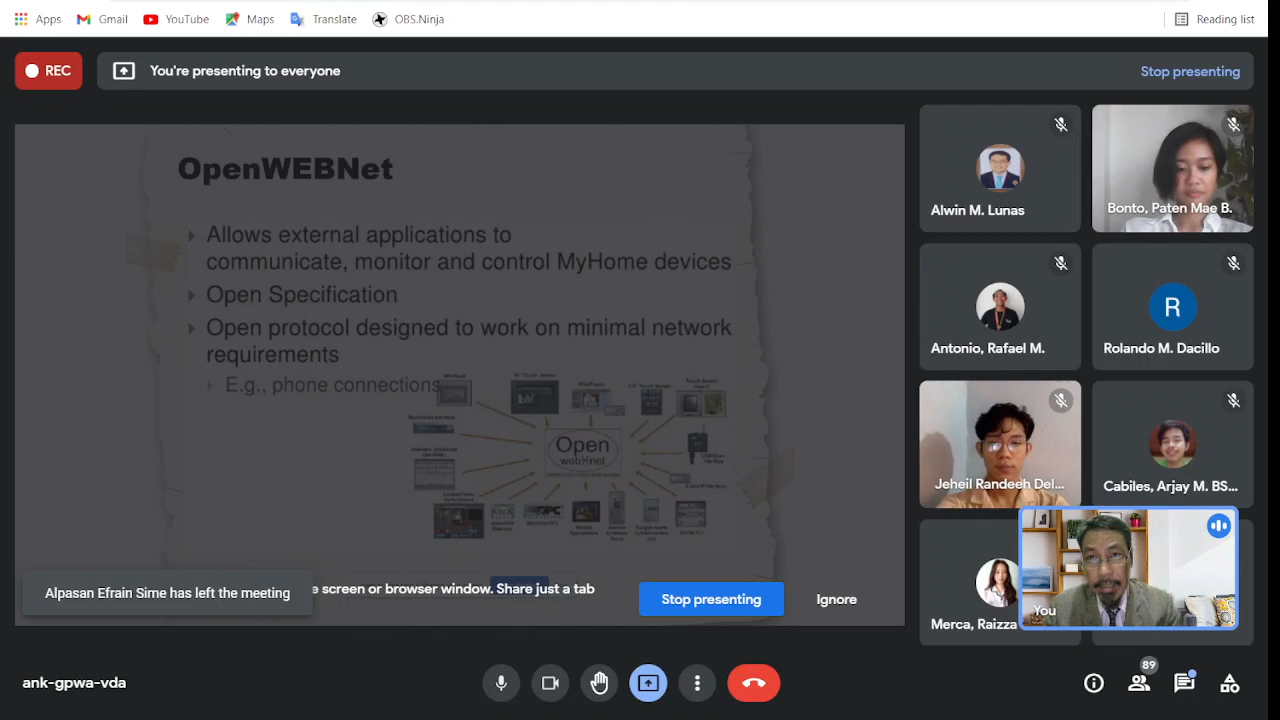 Apps
Gmail
YouTube
Maps
Translate
OBS.Ninja
Reading list
REC
You're presenting to everyone
Stop presenting
OpenWEBNet
Allows external applications to
communicate, monitor and control MyHome devices
Open Specification
Open protocol designed to work on minimal network
requirements
E.g., phone connections
Open
webnet
Alwin M. Lunas
Bonto, Paten Mae B.
Antonio, Rafael M.
R
Rolando M. Dacillo
Jeheil Randeeh Del...
Cabiles, Arjay M. BS...
Merca, Raizza
You
Alpasan Efrain Sime has left the meeting
e screen or browser window. Share just a tab
Stop presenting
Ignore
ank-gpwa-vda
89